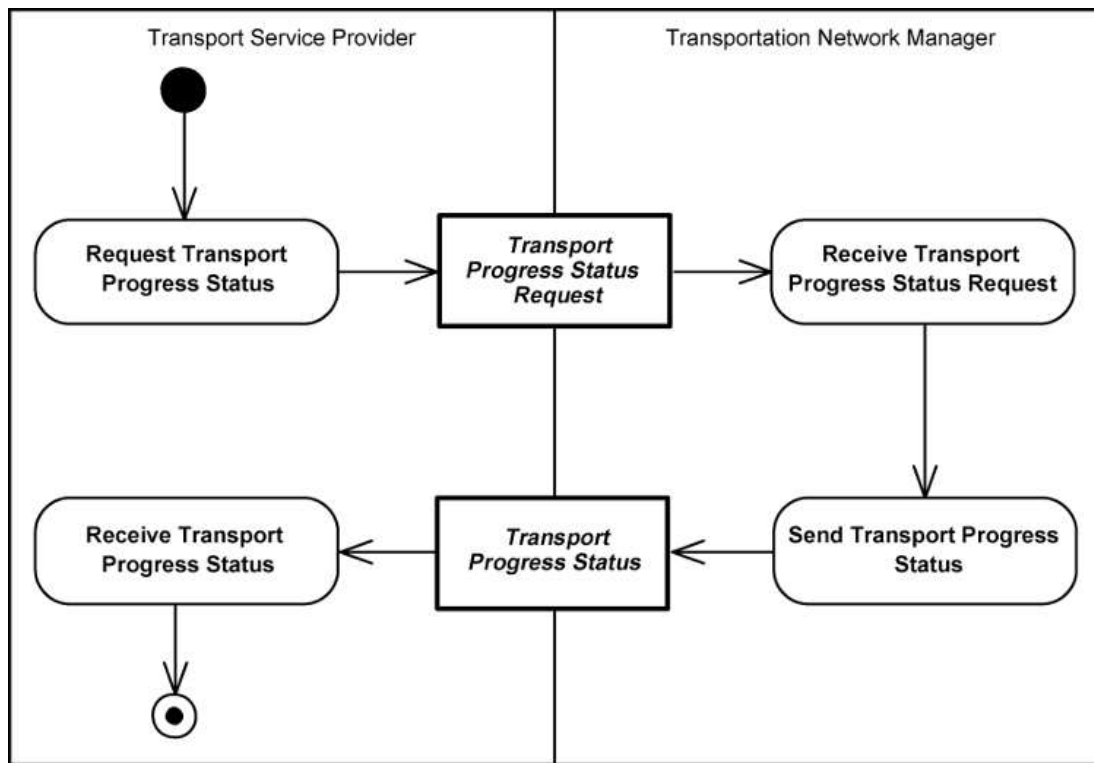 Transport Service Provider
Transportation Network Manager
Request Transport
Progress Status
Transport
Progress Status
Request
Receive Transport
Progress Status Request
Receive Transport
Progress Status
Transport
Progress Status
Send Transport Progress
Status